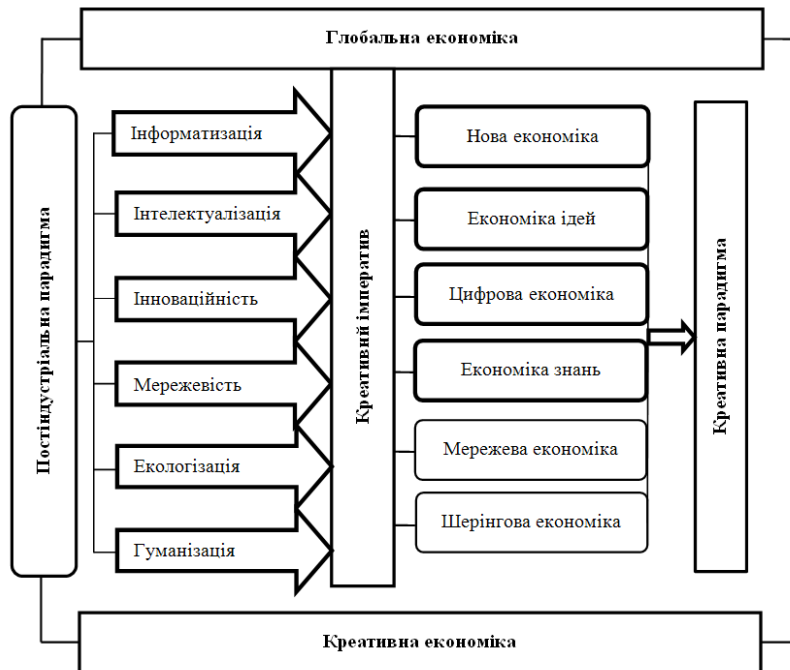 Глобальна економіка
Постіндустріальна парадигма
Інформатизація
Інтелектуалізація
Інноваційність
Мережевість
Екологізація
Гуманізація
Креативний імператив
Нова економіка
Економіка ідей
Цифрова економіка
Економіка знань
Мережева економіка
Шерінгова економіка
Креативна парадигма
Креативна економіка